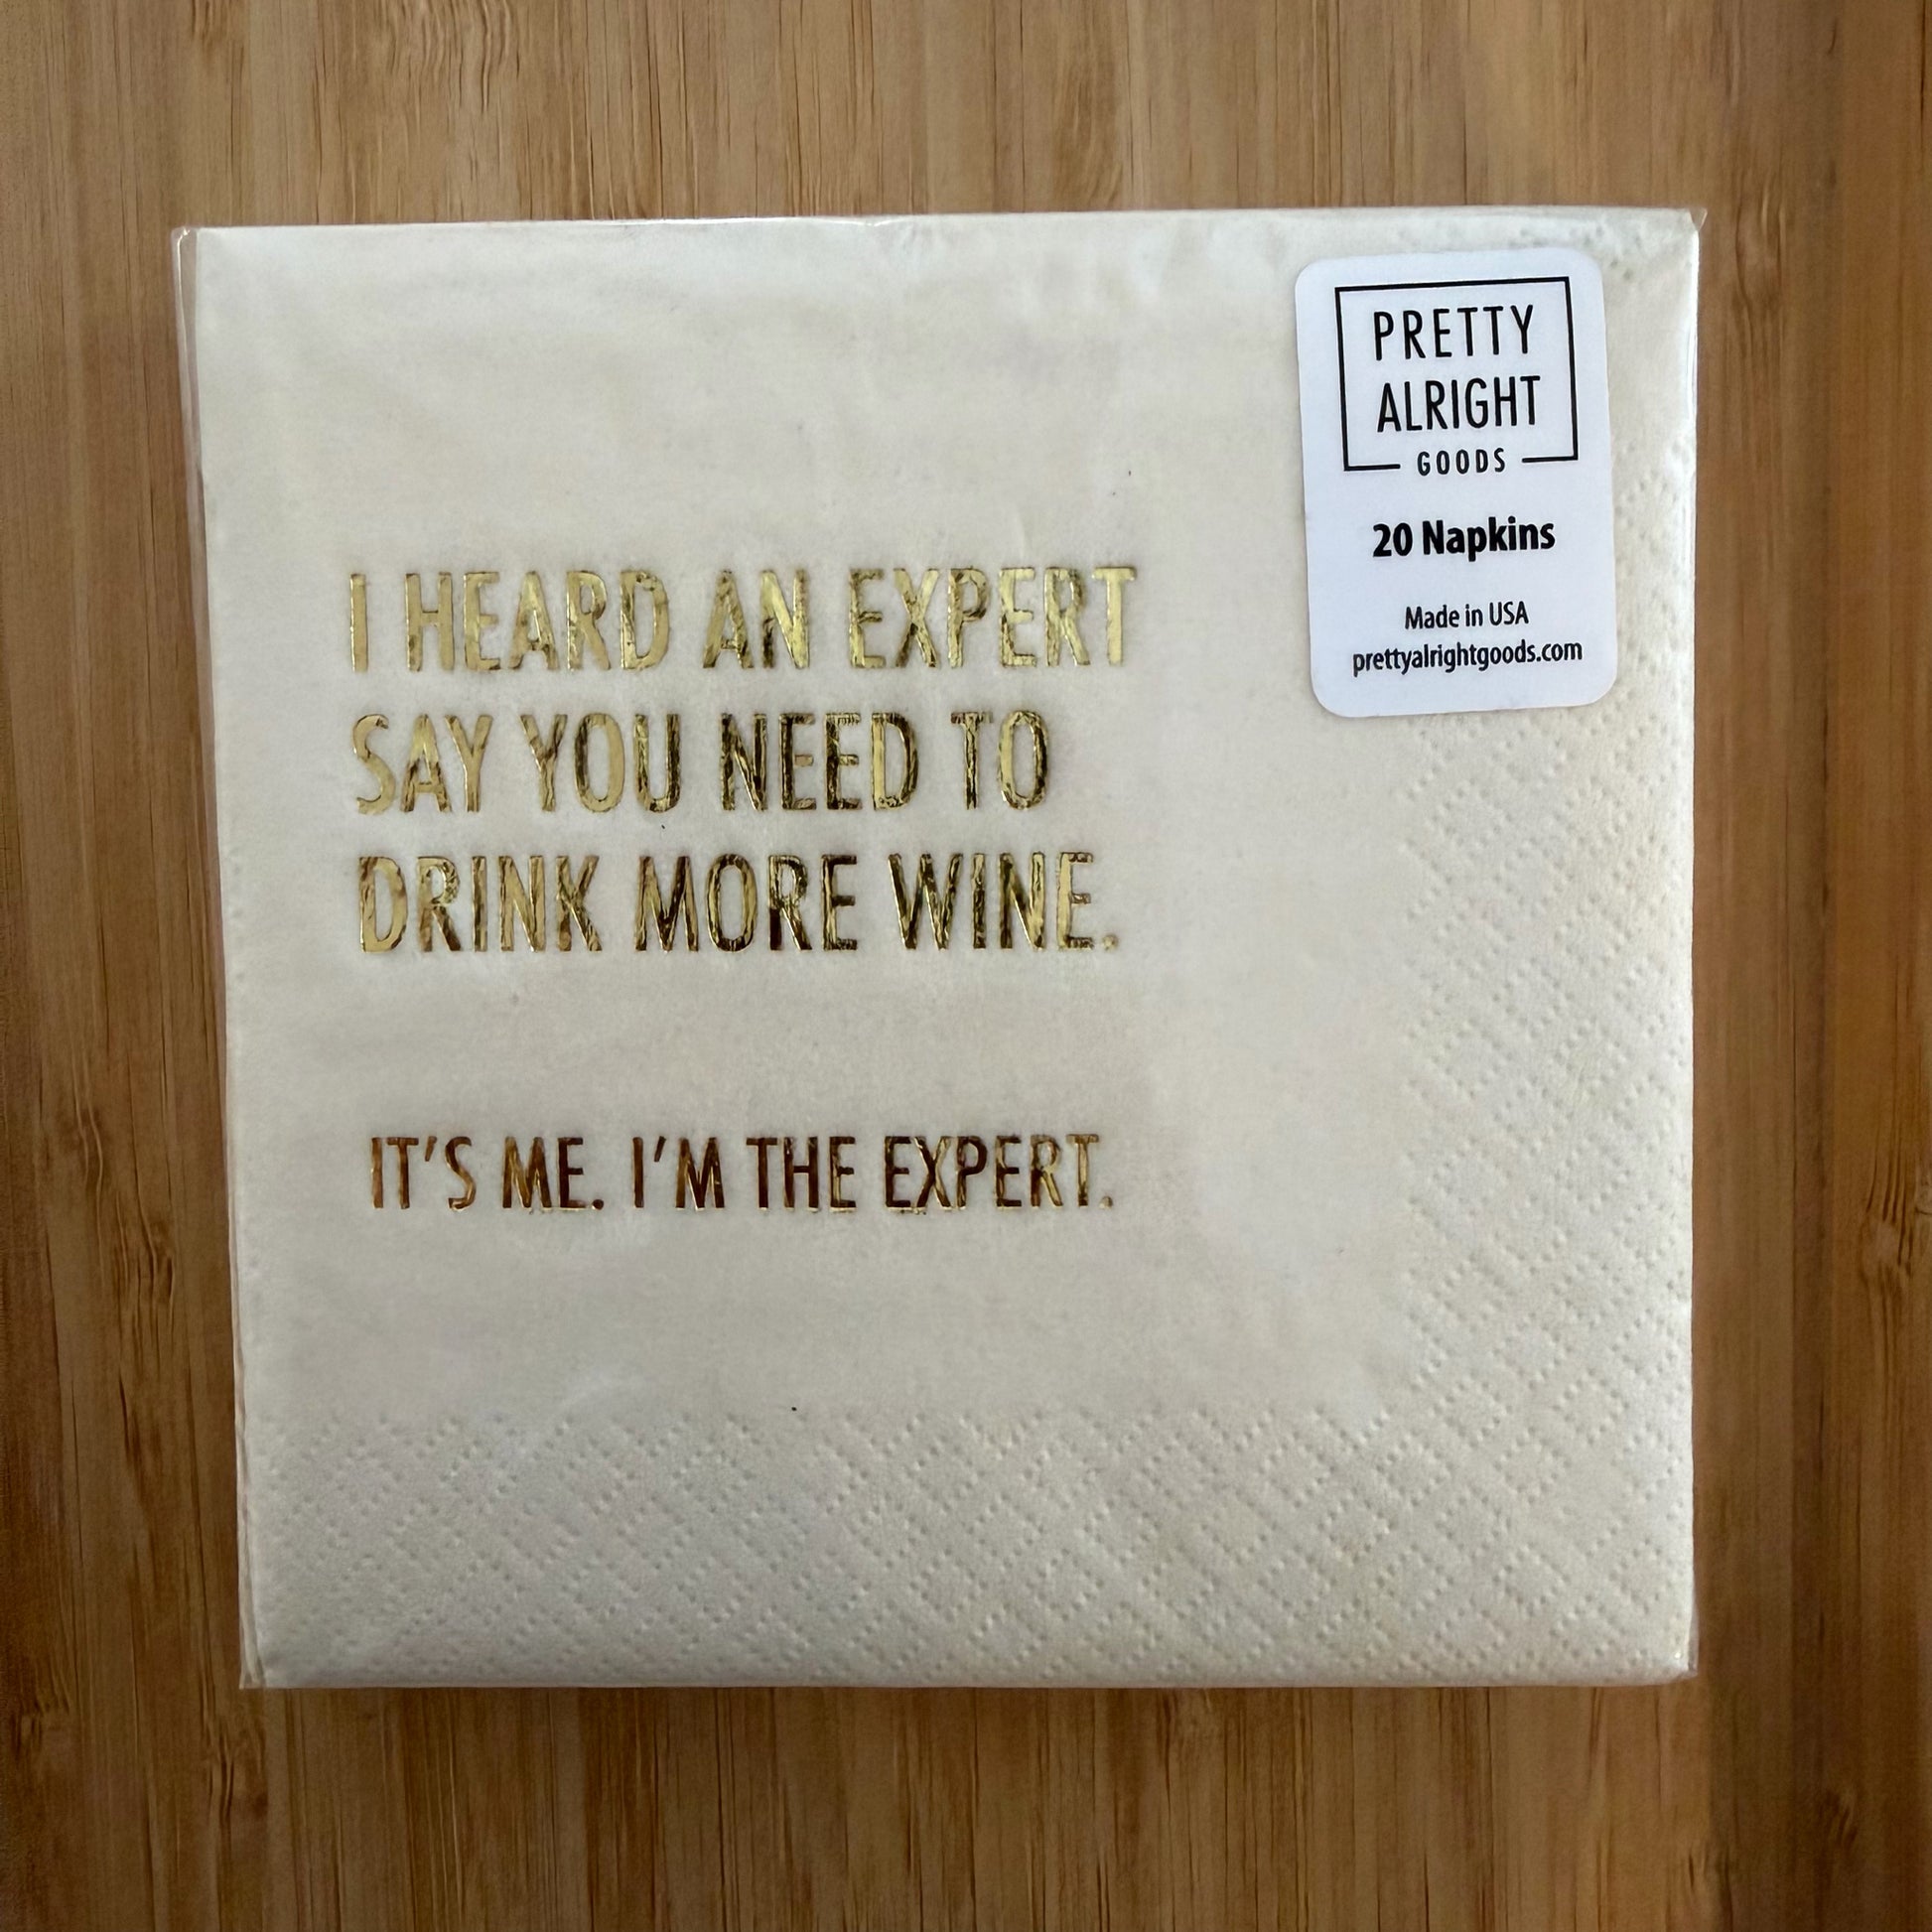 I HEARD AN EXPERT
SAY YOU NEED TO
DRINK MORE WINE.
IT'S ME. I'M THE EXPERT.
PRETTY
ALRIGHT
GOODS
20 Napkins
Made in USA
prettyalrightgoods.com